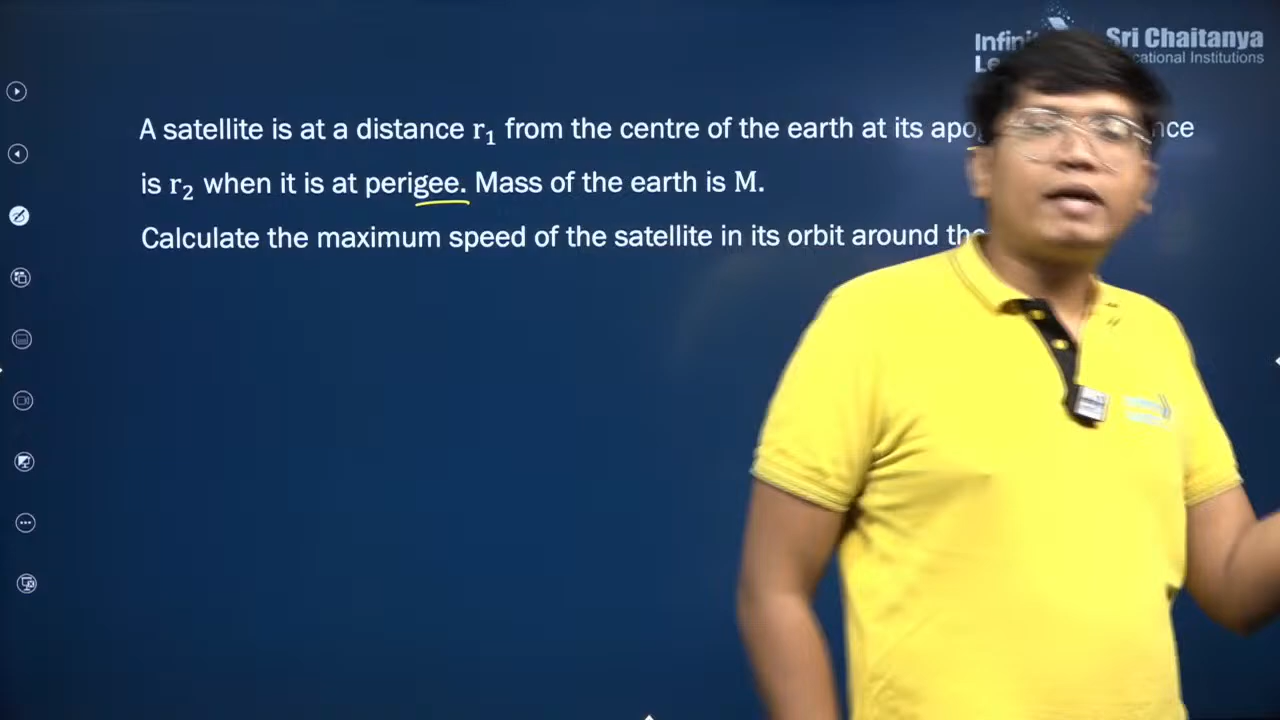 Sri Chaitanya
A satellite is at a distance r₁ from the centre of the earth at its
is r₂ when it is at perigee. Mass of the earth is M.
Calculate the maximum speed of the satellite in its orbit around